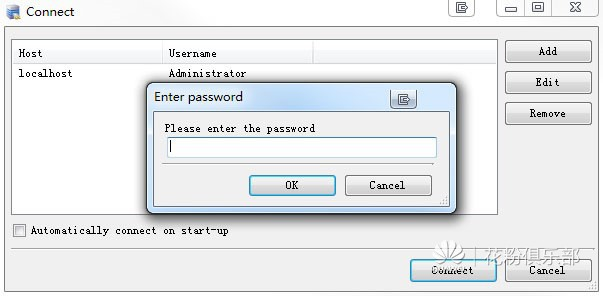 Connect
Host Username
Add
localhost Administrator
Edit
Enter password
Remove
Please enter the password
OK Cancel
Automatically connect on start-up
花粉俱乐部
Connect Cancel